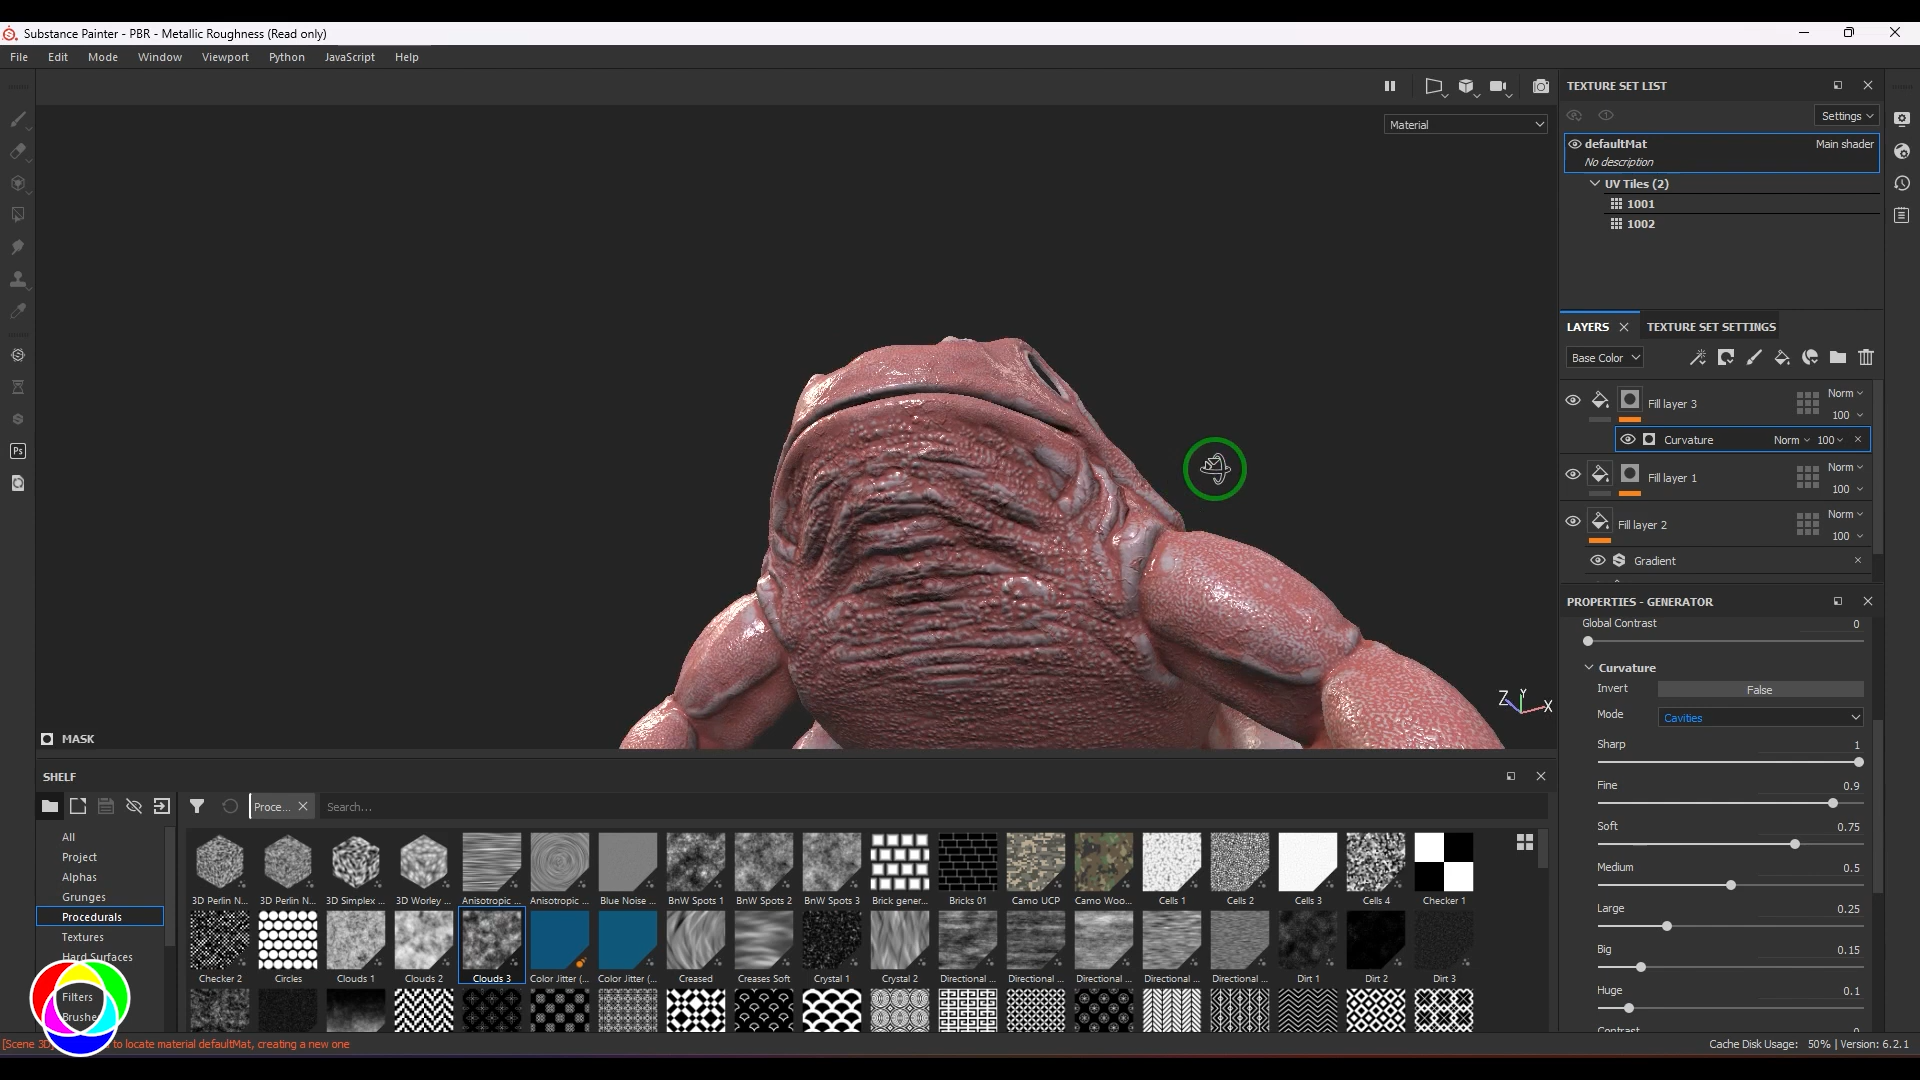 Substance Painter - PBR - Metallic Roughness (Read only)
File Edit Mode Window Viewport Python JavaScript Help
Material
TEXTURE SET LIST
Settings
defaultMat Main shader
No description
UV Tiles (2)
1001
1002
LAYERS TEXTURE SET SETTINGS
Base Color
Fill layer 3 Norm 100
Curvature Norm 100
Fill layer 1 Norm 100
Fill layer 2 Norm 100
Gradient
PROPERTIES - GENERATOR
Global Contrast 0
Curvature
Invert False
Mode Cavities
Sharp 1
Fine 0.9
Soft 0.75
Medium 0.5
Large 0.25
Big 0.15
Huge 0.1
Contrast 0
Z Y X
Ps
MASK
SHELF
Proce... Search...
All
Project
Alphas
Grunges
Procedurals
Textures
Hard Surfaces
Filters
Brushe
3D Perlin N... 3D Perlin N... 3D Simplex ... 3D Worley ... Anisotropic ... Anisotropic ... Blue Noise ... BnW Spots 1 BnW Spots 2 BnW Spots 3 Brick gener... Bricks 01 Camo UCP Camo Woo... Cells 1 Cells 2 Cells 3 Cells 4 Checker 1
Checker 2 Circles Clouds 1 Clouds 2 Clouds 3 Color Jitter (... Color Jitter (... Creased Creases Soft Crystal 1 Crystal 2 Directional ... Directional ... Directional ... Directional ... Directional ... Dirt 1 Dirt 2 Dirt 3
[Scene 3D] to locate material defaultMat, creating a new one
Cache Disk Usage: 50% | Version: 6.2.1